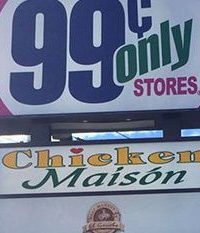 99¢ only
STORES
Chicken
Maisón